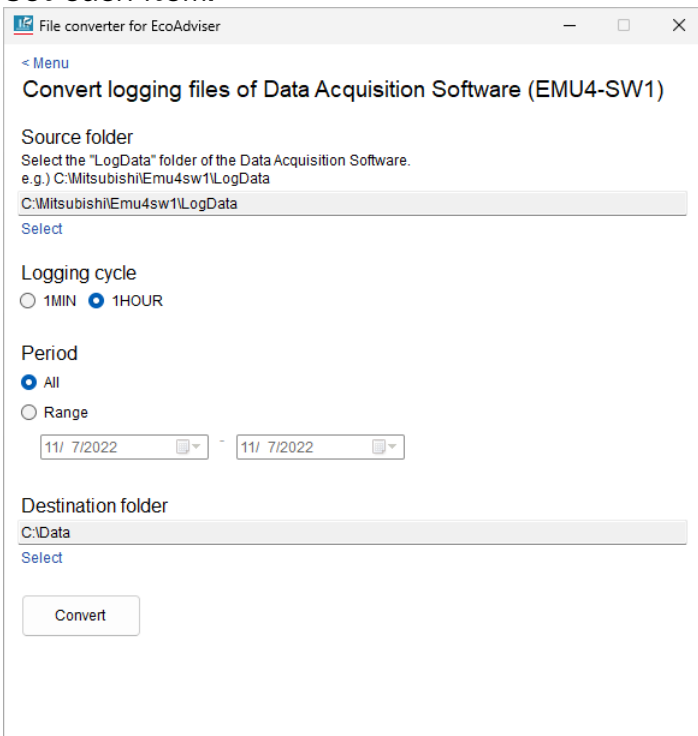 File converter for EcoAdviser
< Menu
Convert logging files of Data Acquisition Software (EMU4-SW1)
Source folder
Select the "LogData" folder of the Data Acquisition Software.
e.g.) C:\Mitsubishi\Emu4sw1\LogData
C:\Mitsubishi\Emu4sw1\LogData
Select
Logging cycle
1MIN 1HOUR
Period
All
Range
11/ 7/2022 - 11/ 7/2022
Destination folder
C:\Data
Select
Convert